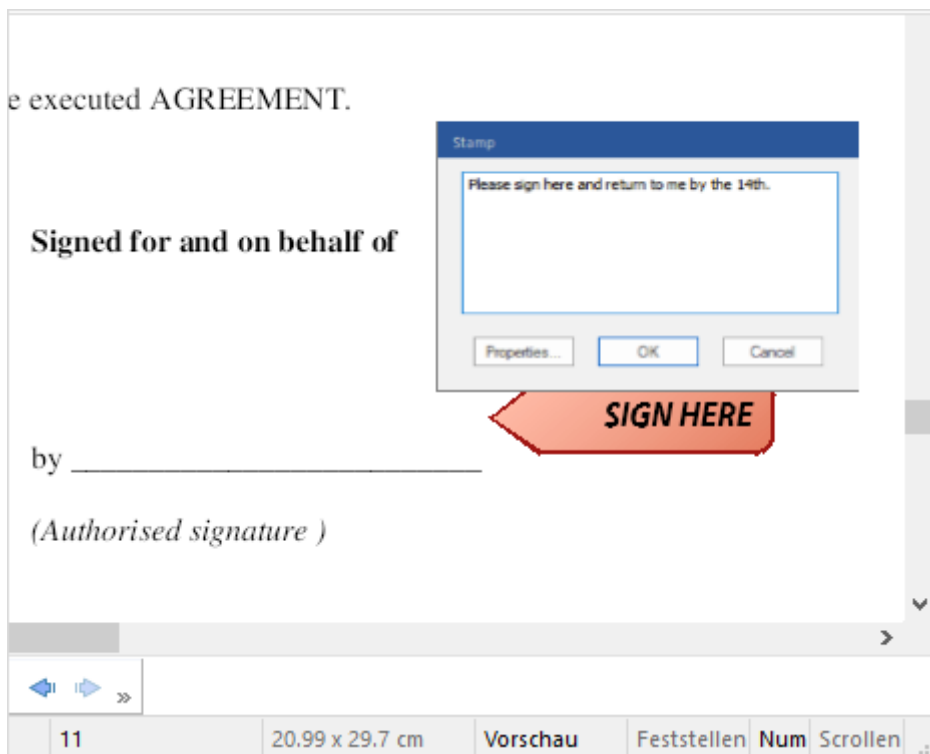 e executed AGREEMENT.
Stamp
Please sign here and return to me by the 14th.
Signed for and on behalf of
Properties... OK Cancel
SIGN HERE
by ___________________________
(Authorised signature )
11 20.99 x 29.7 cm Vorschau Feststellen Num Scrollen